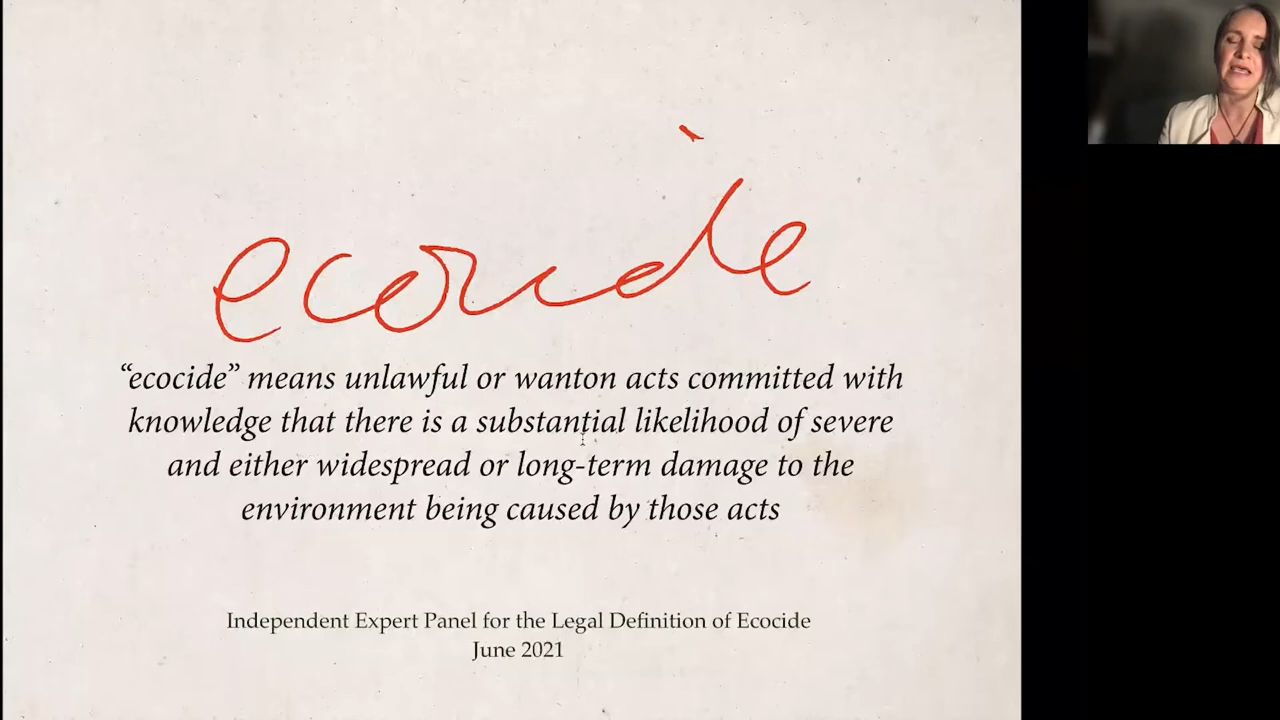 ecocide
“ecocide” means unlawful or wanton acts committed with
knowledge that there is a substantial likelihood of severe
and either widespread or long-term damage to the
environment being caused by those acts
Independent Expert Panel for the Legal Definition of Ecocide
June 2021